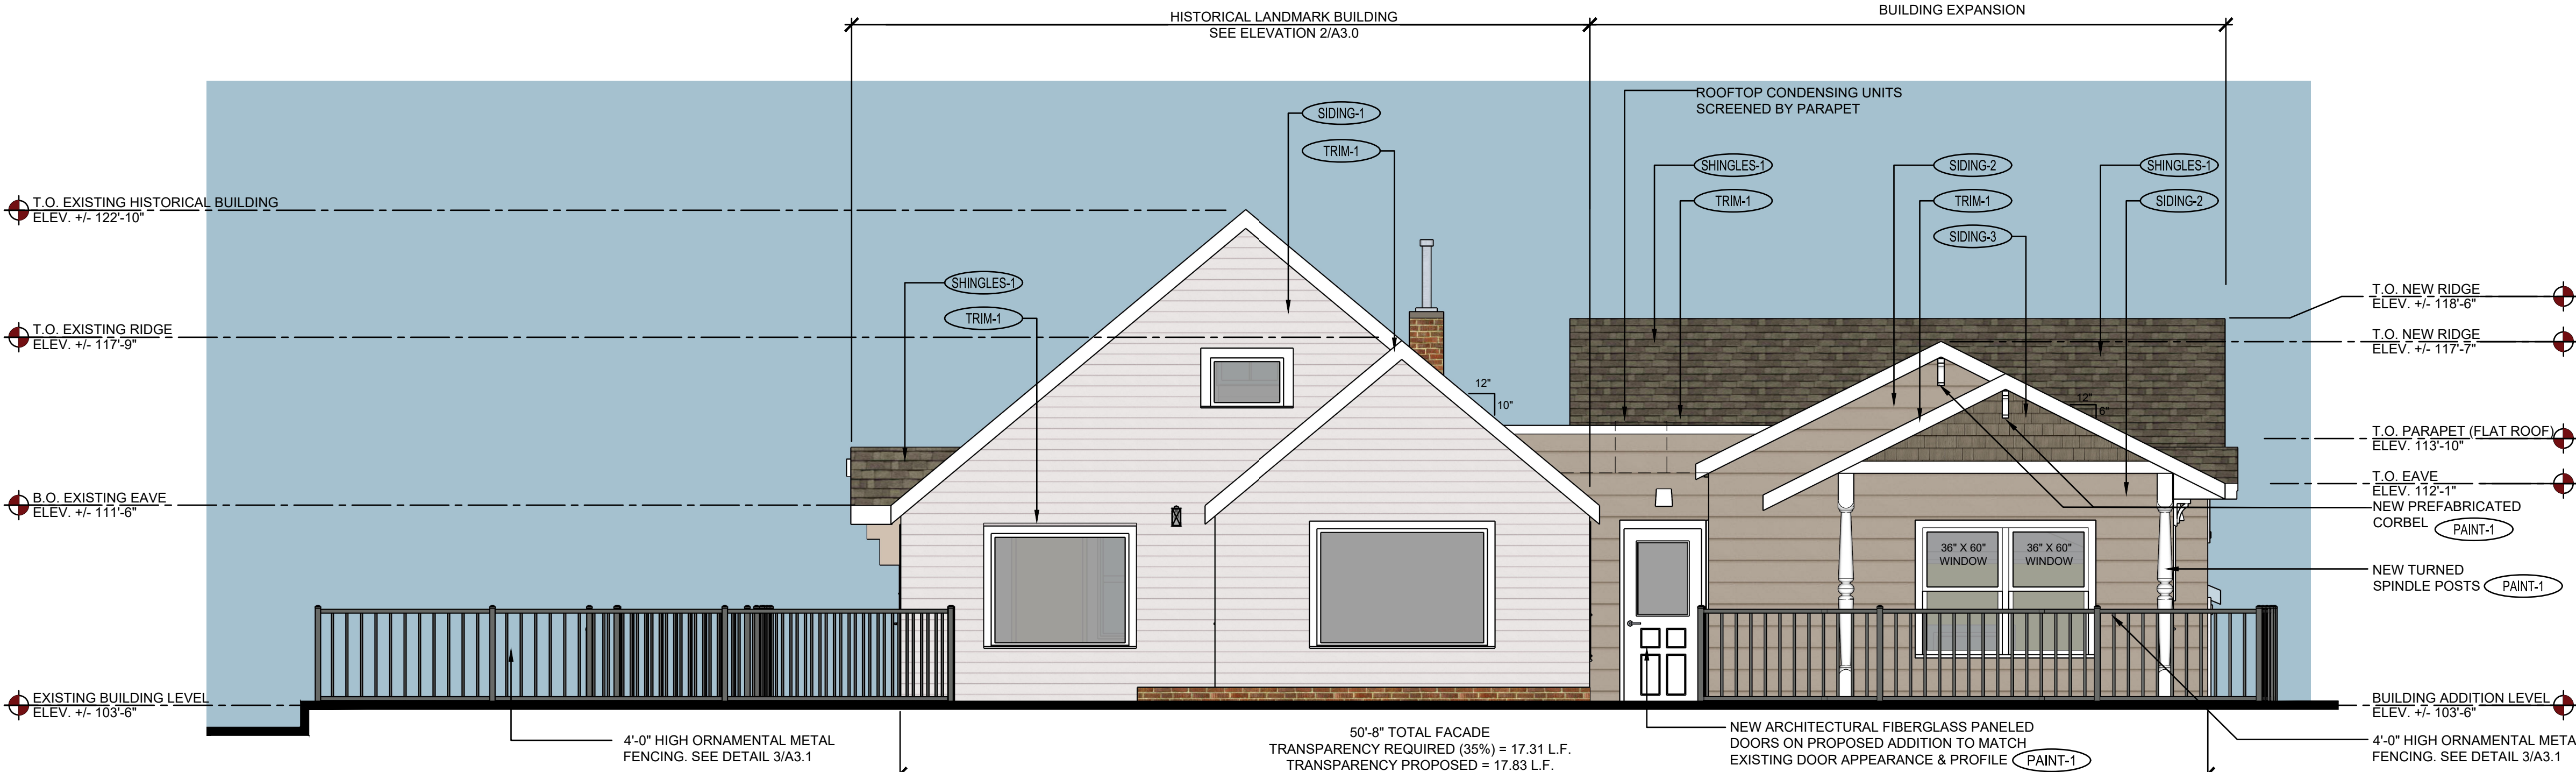 HISTORICAL LANDMARK BUILDING
SEE ELEVATION 2/A3.0
BUILDING EXPANSION
ROOFTOP CONDENSING UNITS
SCREENED BY PARAPET
SIDING-1
TRIM-1
SHINGLES-1
TRIM-1
SIDING-2
TRIM-1
SIDING-3
SHINGLES-1
SIDING-2
T.O. EXISTING HISTORICAL BUILDING
ELEV. +/- 122'-10"
SHINGLES-1
TRIM-1
T.O. EXISTING RIDGE
ELEV. +/- 117'-9"
B.O. EXISTING EAVE
ELEV. +/- 111'-6"
EXISTING BUILDING LEVEL
ELEV. +/- 103'-6"
12"
10"
12"
6"
36" X 60"
WINDOW
36" X 60"
WINDOW
T.O. NEW RIDGE
ELEV. +/- 118'-6"
T.O. NEW RIDGE
ELEV. +/- 117'-7"
T.O. PARAPET (FLAT ROOF)
ELEV. 113'-10"
T.O. EAVE
ELEV. 112'-1"
NEW PREFABRICATED
CORBEL PAINT-1
NEW TURNED
SPINDLE POSTS PAINT-1
BUILDING ADDITION LEVEL
ELEV. +/- 103'-6"
4'-0" HIGH ORNAMENTAL META
FENCING. SEE DETAIL 3/A3.1
4'-0" HIGH ORNAMENTAL METAL
FENCING. SEE DETAIL 3/A3.1
50'-8" TOTAL FACADE
TRANSPARENCY REQUIRED (35%) = 17.31 L.F.
TRANSPARENCY PROPOSED = 17.83 L.F.
NEW ARCHITECTURAL FIBERGLASS PANELED
DOORS ON PROPOSED ADDITION TO MATCH
EXISTING DOOR APPEARANCE & PROFILE PAINT-1